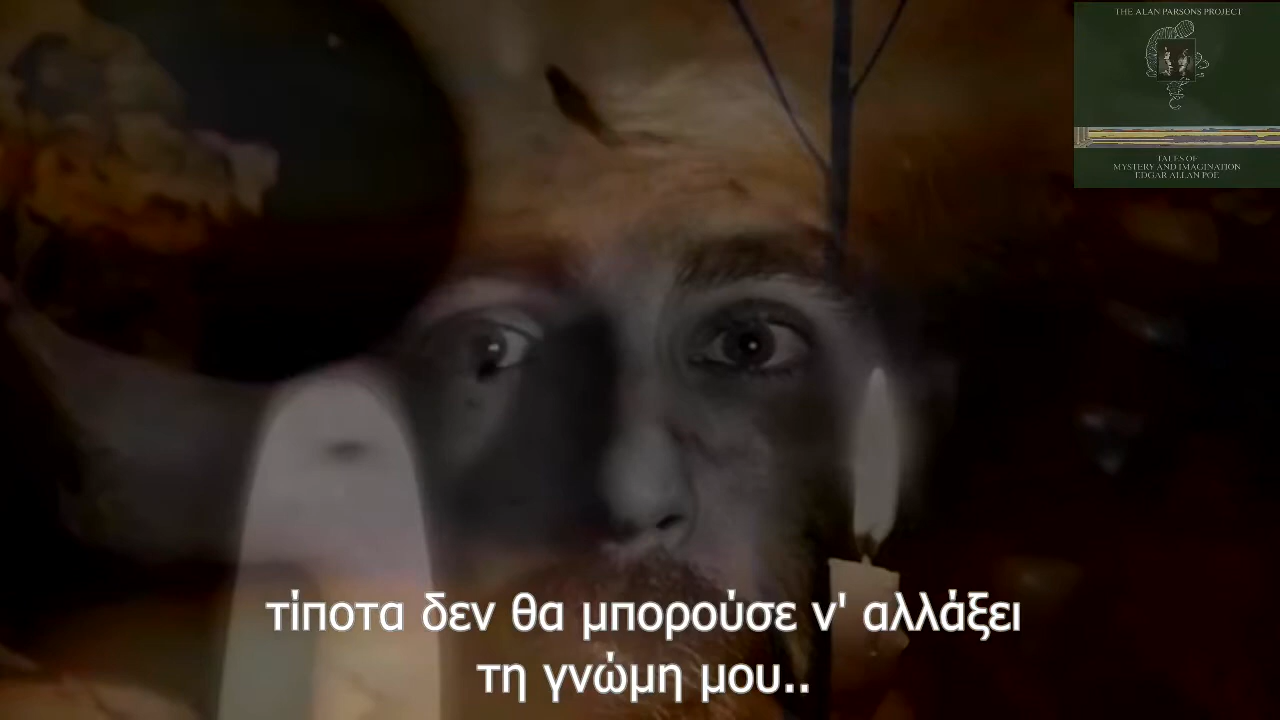 THE ALAN PARSONS PROJECT
TALES OF
MYSTERY AND IMAGINATION
EDGAR ALLAN POE
τίποτα δεν θα μπορούσε ν' αλλάξει
τη γνώμη μου..